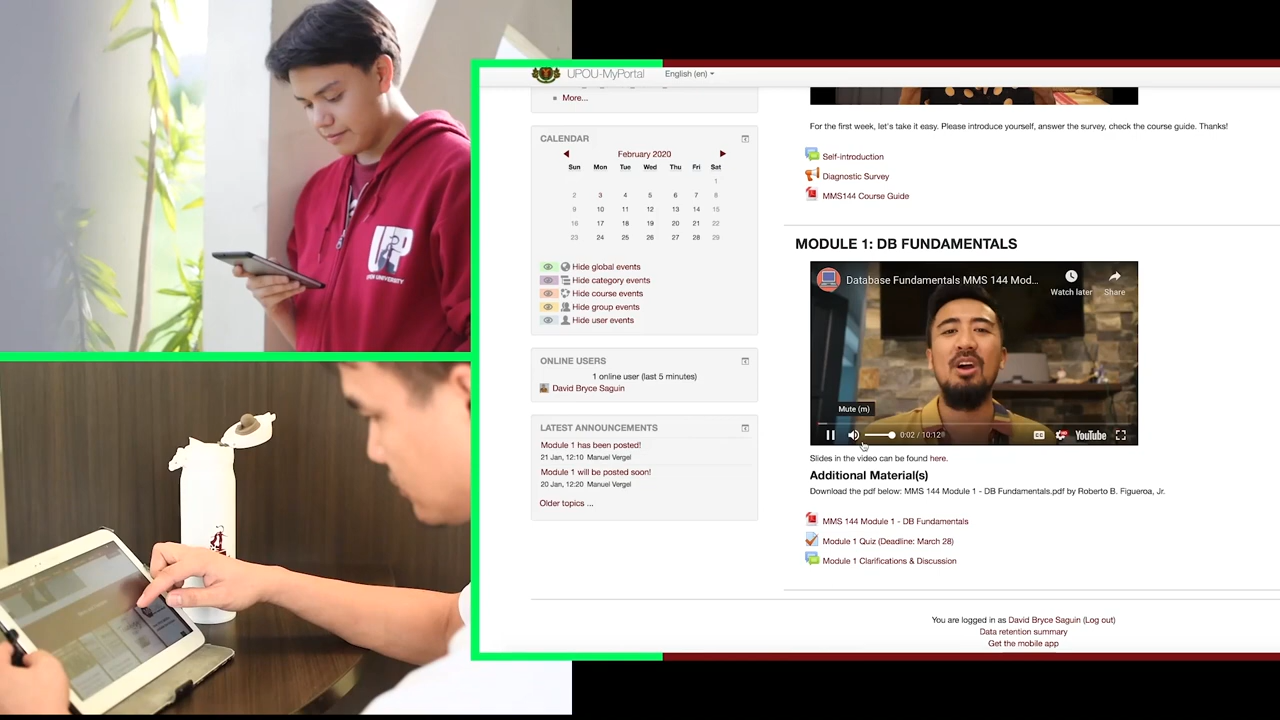 UP
OPEN UNIVERSITY
UPOU-MyPortal
English (en)
More...
CALENDAR
February 2020
Sun Mon Tue Wed Thu Fri Sat
1
2 3 4 5 6 7 8
9 10 11 12 13 14 15
16 17 18 19 20 21 22
23 24 25 26 27 28 29
Hide global events
Hide category events
Hide course events
Hide group events
Hide user events
ONLINE USERS
1 online user (last 5 minutes)
David Bryce Saguin
LATEST ANNOUNCEMENTS
Module 1 has been posted!
21 Jan, 12:10 Manuel Vergel
Module 1 will be posted soon!
20 Jan, 12:20 Manuel Vergel
Older topics ...
For the first week, let's take it easy. Please introduce yourself, answer the survey, check the course guide. Thanks!
Self-introduction
Diagnostic Survey
MMS144 Course Guide
MODULE 1: DB FUNDAMENTALS
Database Fundamentals MMS 144 Mod...
Watch later
Share
Mute (m)
0:02 / 10:12
CC
HD
YouTube
Slides in the video can be found here.
Additional Material(s)
Download the pdf below: MMS 144 Module 1 - DB Fundamentals.pdf by Roberto B. Figueroa, Jr.
MMS 144 Module 1 - DB Fundamentals
Module 1 Quiz (Deadline: March 28)
Module 1 Clarifications & Discussion
You are logged in as David Bryce Saguin (Log out)
Data retention summary
Get the mobile app